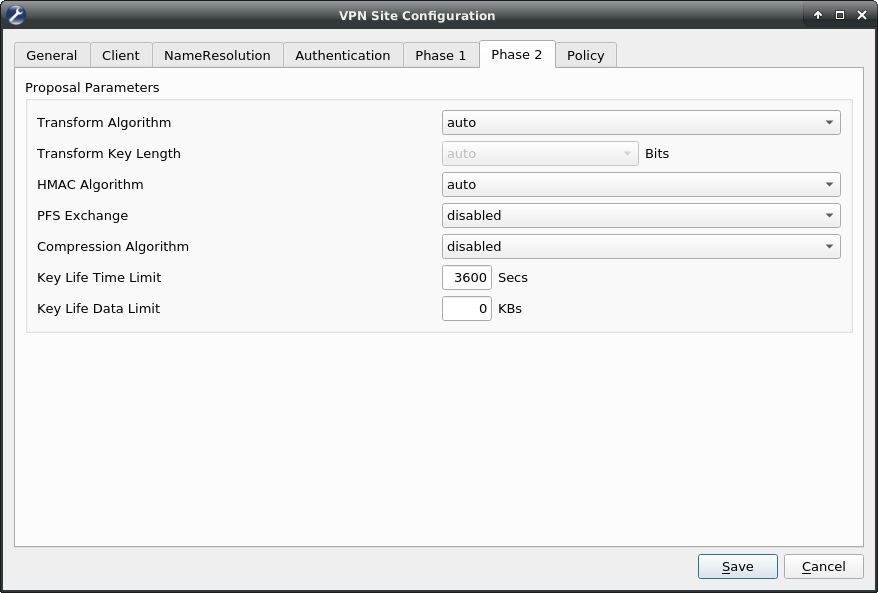 VPN Site Configuration
General Client NameResolution Authentication Phase 1 Phase 2 Policy
Proposal Parameters
Transform Algorithm auto
Transform Key Length auto Bits
HMAC Algorithm auto
PFS Exchange disabled
Compression Algorithm disabled
Key Life Time Limit 3600 Secs
Key Life Data Limit 0 KBs
Save Cancel